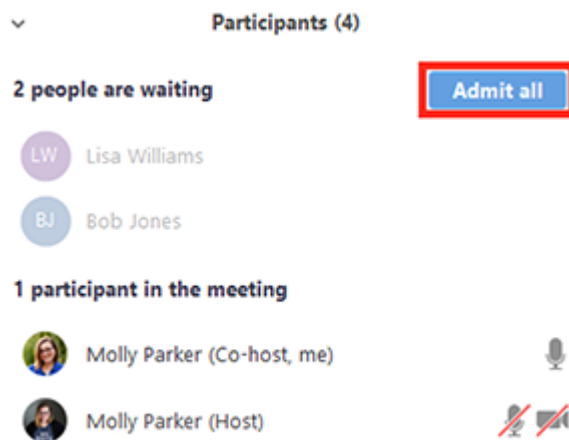 Participants (4)
2 people are waiting
Admit all
LW
Lisa Williams
BJ
Bob Jones
1 participant in the meeting
Molly Parker (Co-host, me)
Molly Parker (Host)